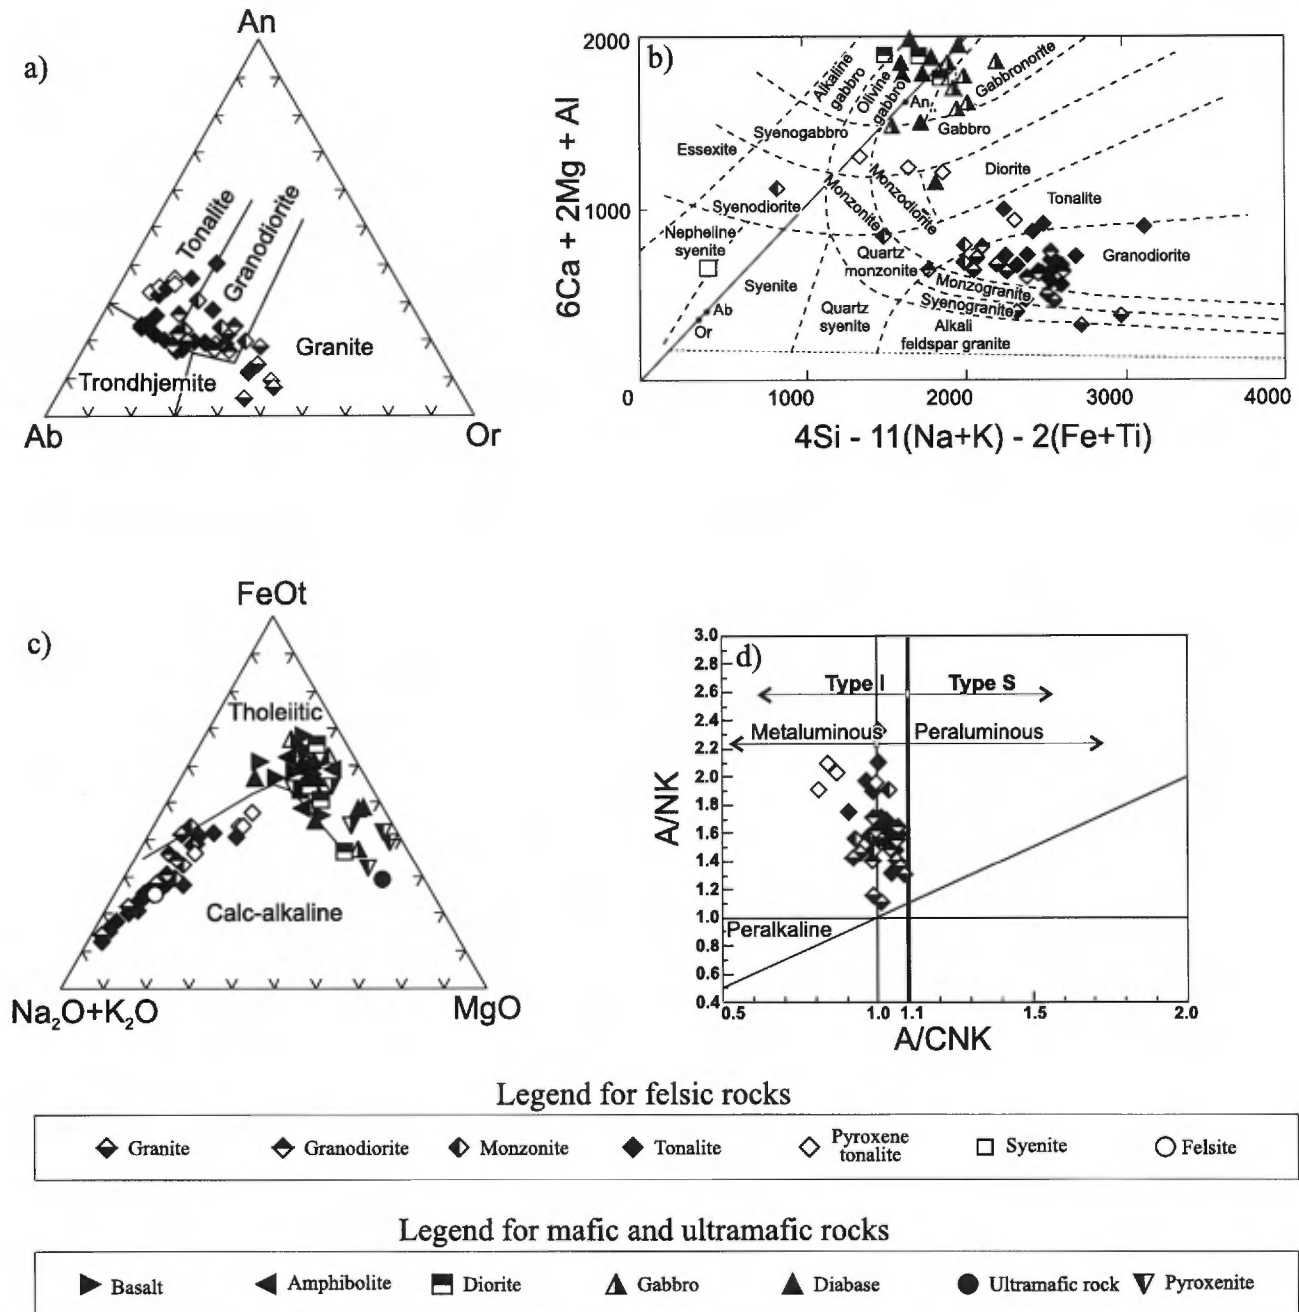 a)
An
Tonalite
Granodiorite
Granite
Trondhjemite
Ab
Or
b)
6Ca + 2Mg + Al
2000
1000
0
0
1000
2000
3000
4000
4Si - 11(Na+K) - 2(Fe+Ti)
Alkaline
gabbro
Olivine
gabbro
Gabbronorite
An
Gabbro
Syenogabbro
Essexite
Diorite
Monzodiorite
Monzonite
Syenodiorite
Tonalite
Nepheline
syenite
Quartz
monzonite
Granodiorite
Syenite
Monzogranite
Syenogranite
Quartz
syenite
Alkali
feldspar granite
Ab
Or
c)
FeOt
Tholeiitic
Calc-alkaline
Na₂O+K₂O
MgO
d)
A/NK
3.0
2.8
2.6
2.4
2.2
2.0
1.8
1.6
1.4
1.2
1.0
0.8
0.6
0.4
Type I
Type S
Metaluminous
Peraluminous
Peralkaline
0.5
1.0
1.1
1.5
2.0
A/CNK
Legend for felsic rocks
Granite
Granodiorite
Monzonite
Tonalite
Pyroxene
tonalite
Syenite
Felsite
Legend for mafic and ultramafic rocks
Basalt
Amphibolite
Diorite
Gabbro
Diabase
Ultramafic rock
Pyroxenite